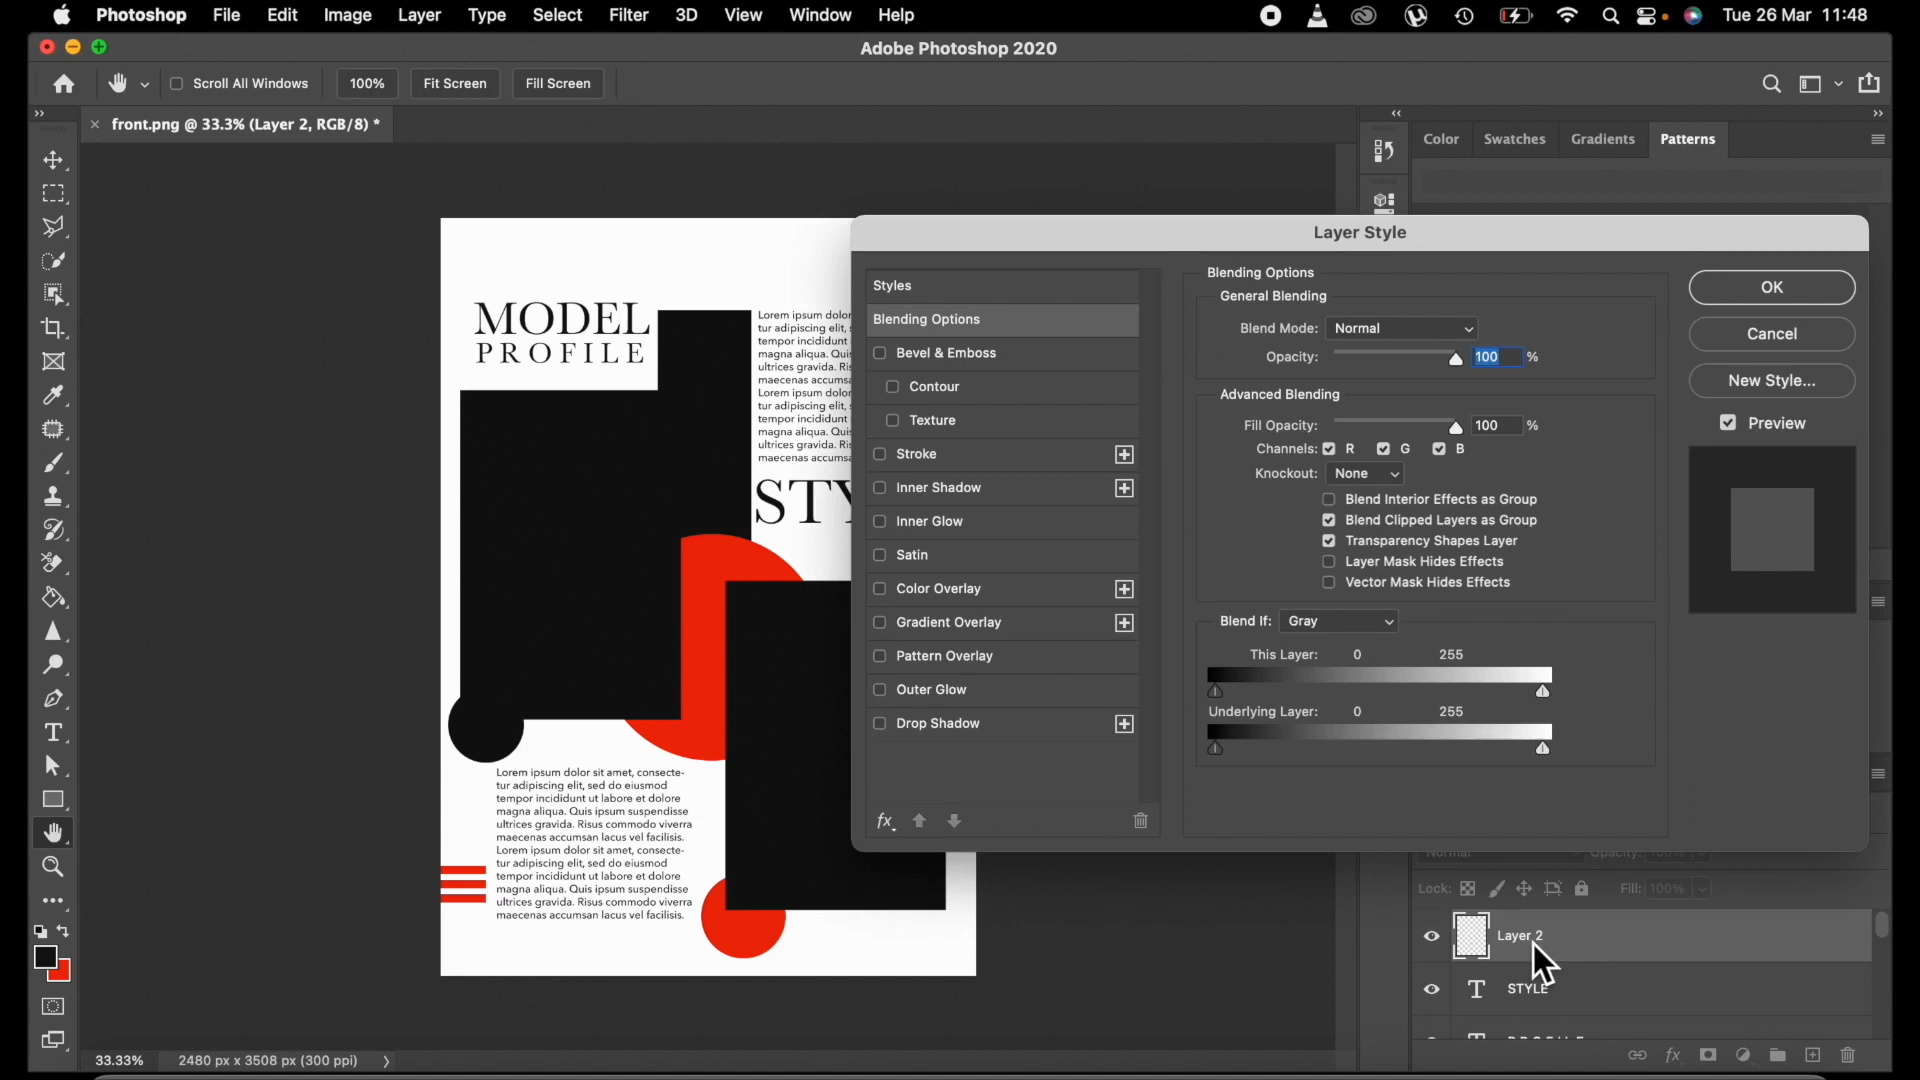 Photoshop File Edit Image Layer Type Select Filter 3D View Window Help Tue 26 Mar 11:48
Adobe Photoshop 2020
Scroll All Windows 100% Fit Screen Fill Screen
front.png @ 33.3% (Layer 2, RGB/8) *
Color Swatches Gradients Patterns
MODEL
PROFILE
Lorem ipsum dolor
tur adipiscing elit,
tempor incididunt
magna aliqua. Quis
ultrices gravida.
maecenas accumsa
Lorem ipsum dolor
tur adipiscing elit,
tempor incididunt
magna aliqua. Quis
ultrices gravida.
maecenas accumsa
STY
Lorem ipsum dolor sit amet, consecte-
tur adipiscing elit, sed do eiusmod
tempor incididunt ut labore et dolore
magna aliqua. Quis ipsum suspendisse
ultrices gravida. Risus commodo viverra
maecenas accumsan lacus vel facilisis.
Lorem ipsum dolor sit amet, consecte-
tur adipiscing elit, sed do eiusmod
tempor incididunt ut labore et dolore
magna aliqua. Quis ipsum suspendisse
ultrices gravida. Risus commodo viverra
maecenas accumsan lacus vel facilisis.
Layer Style
Styles
Blending Options
Bevel & Emboss
Contour
Texture
Stroke
Inner Shadow
Inner Glow
Satin
Color Overlay
Gradient Overlay
Pattern Overlay
Outer Glow
Drop Shadow
fx
Blending Options
General Blending
Blend Mode: Normal
Opacity: 100 %
Advanced Blending
Fill Opacity: 100 %
Channels: R G B
Knockout: None
Blend Interior Effects as Group
Blend Clipped Layers as Group
Transparency Shapes Layer
Layer Mask Hides Effects
Vector Mask Hides Effects
Blend If: Gray
This Layer: 0 255
Underlying Layer: 0 255
OK
Cancel
New Style...
Preview
Normal Opacity: 100%
Lock: Fill: 100%
Layer 2
T STYLE
fx
33.33% 2480 px x 3508 px (300 ppi)